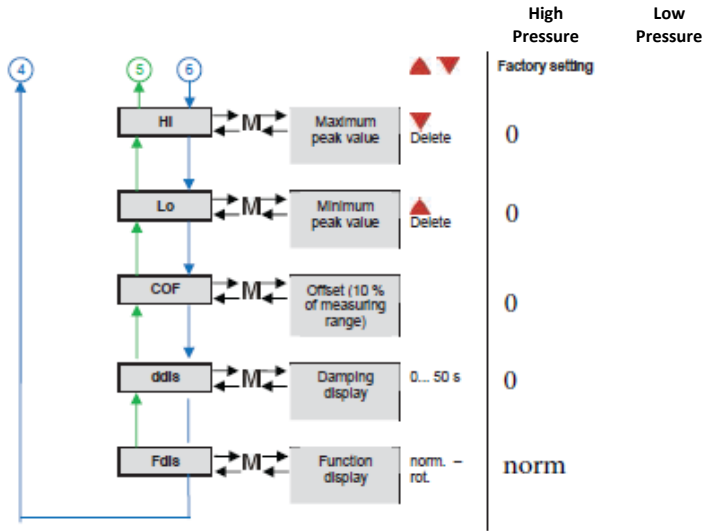 High Pressure
Low Pressure
4
5
6
Factory setting
HI
M
Maximum
peak value
Delete
0
Lo
M
Minimum
peak value
Delete
0
COF
M
Offset (10 %
of measuring
range)
0
ddIs
M
Damping
display
0... 50 s
0
FdIs
M
Function
display
norm. –
rot.
norm